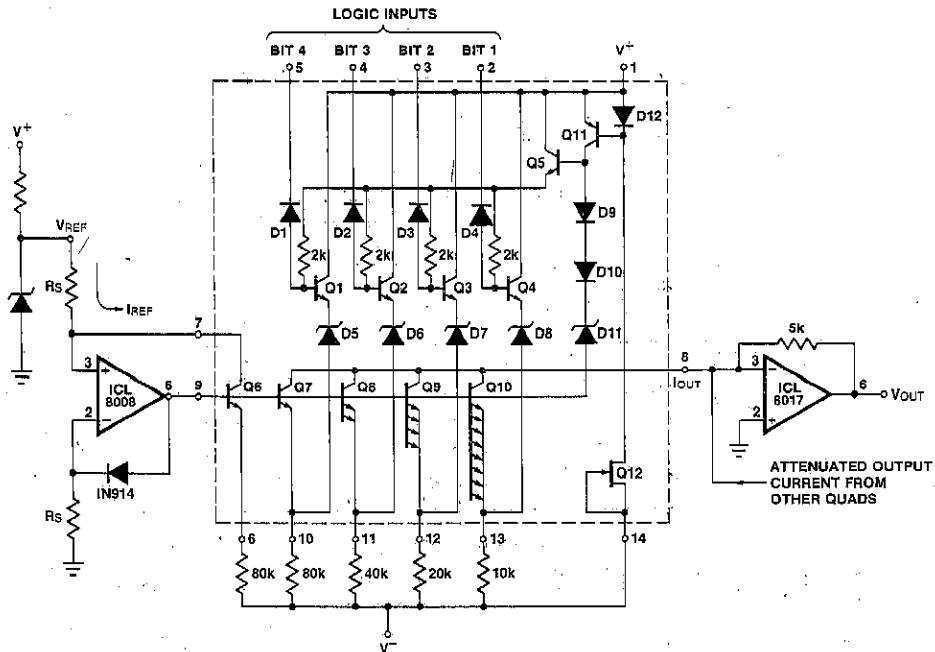 LOGIC INPUTS
BIT 4 BIT 3 BIT 2 BIT 1 V+
5 4 3 2 1
D12
V+
Q11
Q5
VREF
D1 D2 D3 D4 D9
2k 2k 2k 2k
D10
RS
Q1 Q2 Q3 Q4
IREF
D5 D6 D7 D8 D11
7
5k
8
IOUT
3 + ICL 8008 6 9
2 −
Q6 Q7 Q8 Q9 Q10
3 − ICL 8017 6 VOUT
2 +
IN914
Q12
ATTENUATED OUTPUT
CURRENT FROM
OTHER QUADS
RS
6 10 11 12 13 14
80k 80k 40k 20k 10k
V−